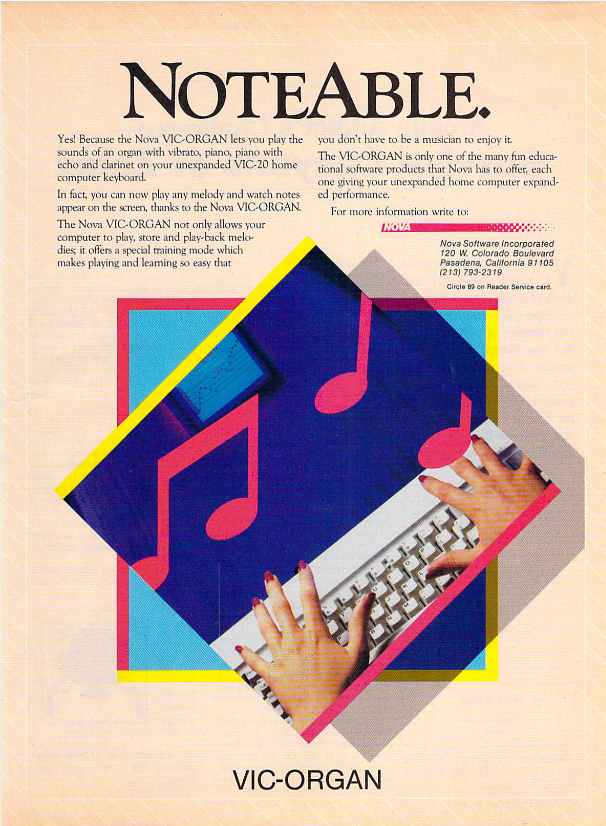 NOTEABLE.
Yes! Because the Nova VIC-ORGAN lets you play the
sounds of an organ with vibrato, piano, piano with
echo and clarinet on your unexpanded VIC-20 home
computer keyboard.
In fact, you can now play any melody and watch notes
appear on the screen, thanks to the Nova VIC-ORGAN.
The Nova VIC-ORGAN not only allows your
computer to play, store and play-back melo-
dies; it offers a special training mode which
makes playing and learning so easy that
you don't have to be a musician to enjoy it.
The VIC-ORGAN is only one of the many fun educa-
tional software products that Nova has to offer, each
one giving your unexpanded home computer expand-
ed performance.
For more information write to:
NOVA
Nova Software Incorporated
120 W. Colorado Boulevard
Pasadena, California 91105
(213) 793-2319
Circle 89 on Reader Service card.
VIC-ORGAN